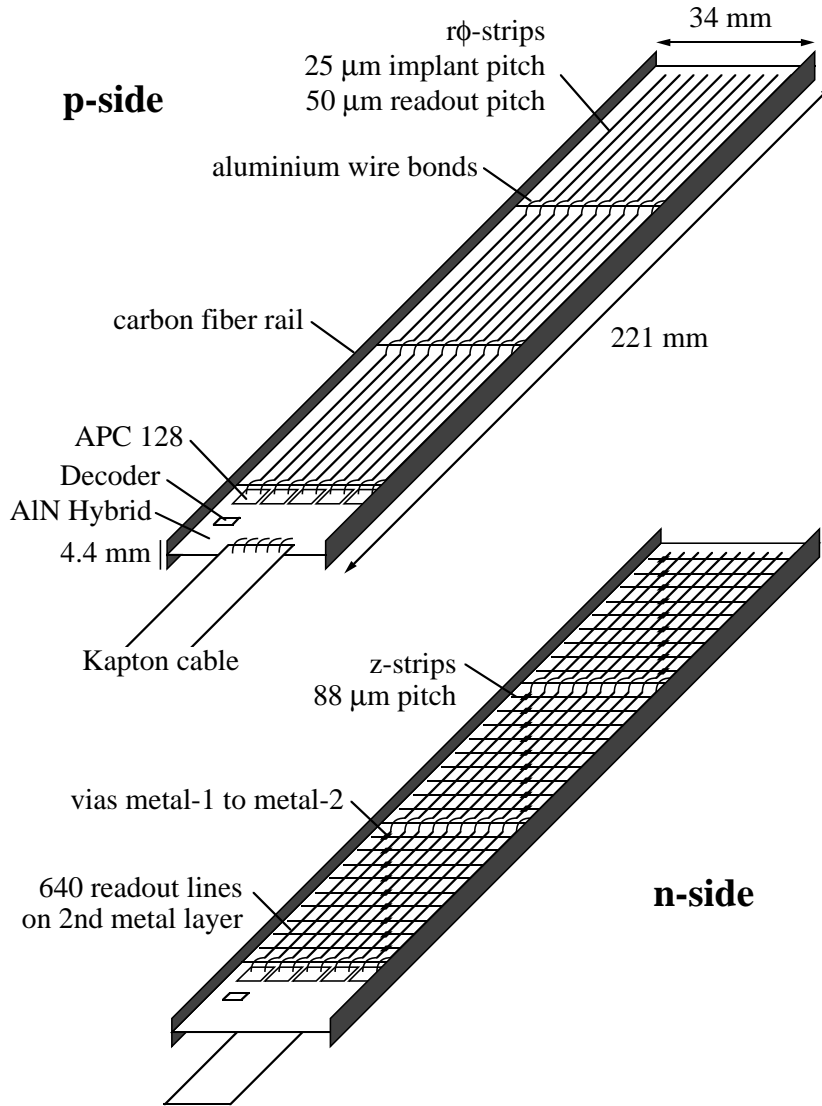 p-side
rϕ-strips
25 μm implant pitch
50 μm readout pitch
34 mm
aluminium wire bonds
carbon fiber rail
221 mm
APC 128
Decoder
AlN Hybrid
4.4 mm
Kapton cable
z-strips
88 μm pitch
vias metal-1 to metal-2
640 readout lines
on 2nd metal layer
n-side